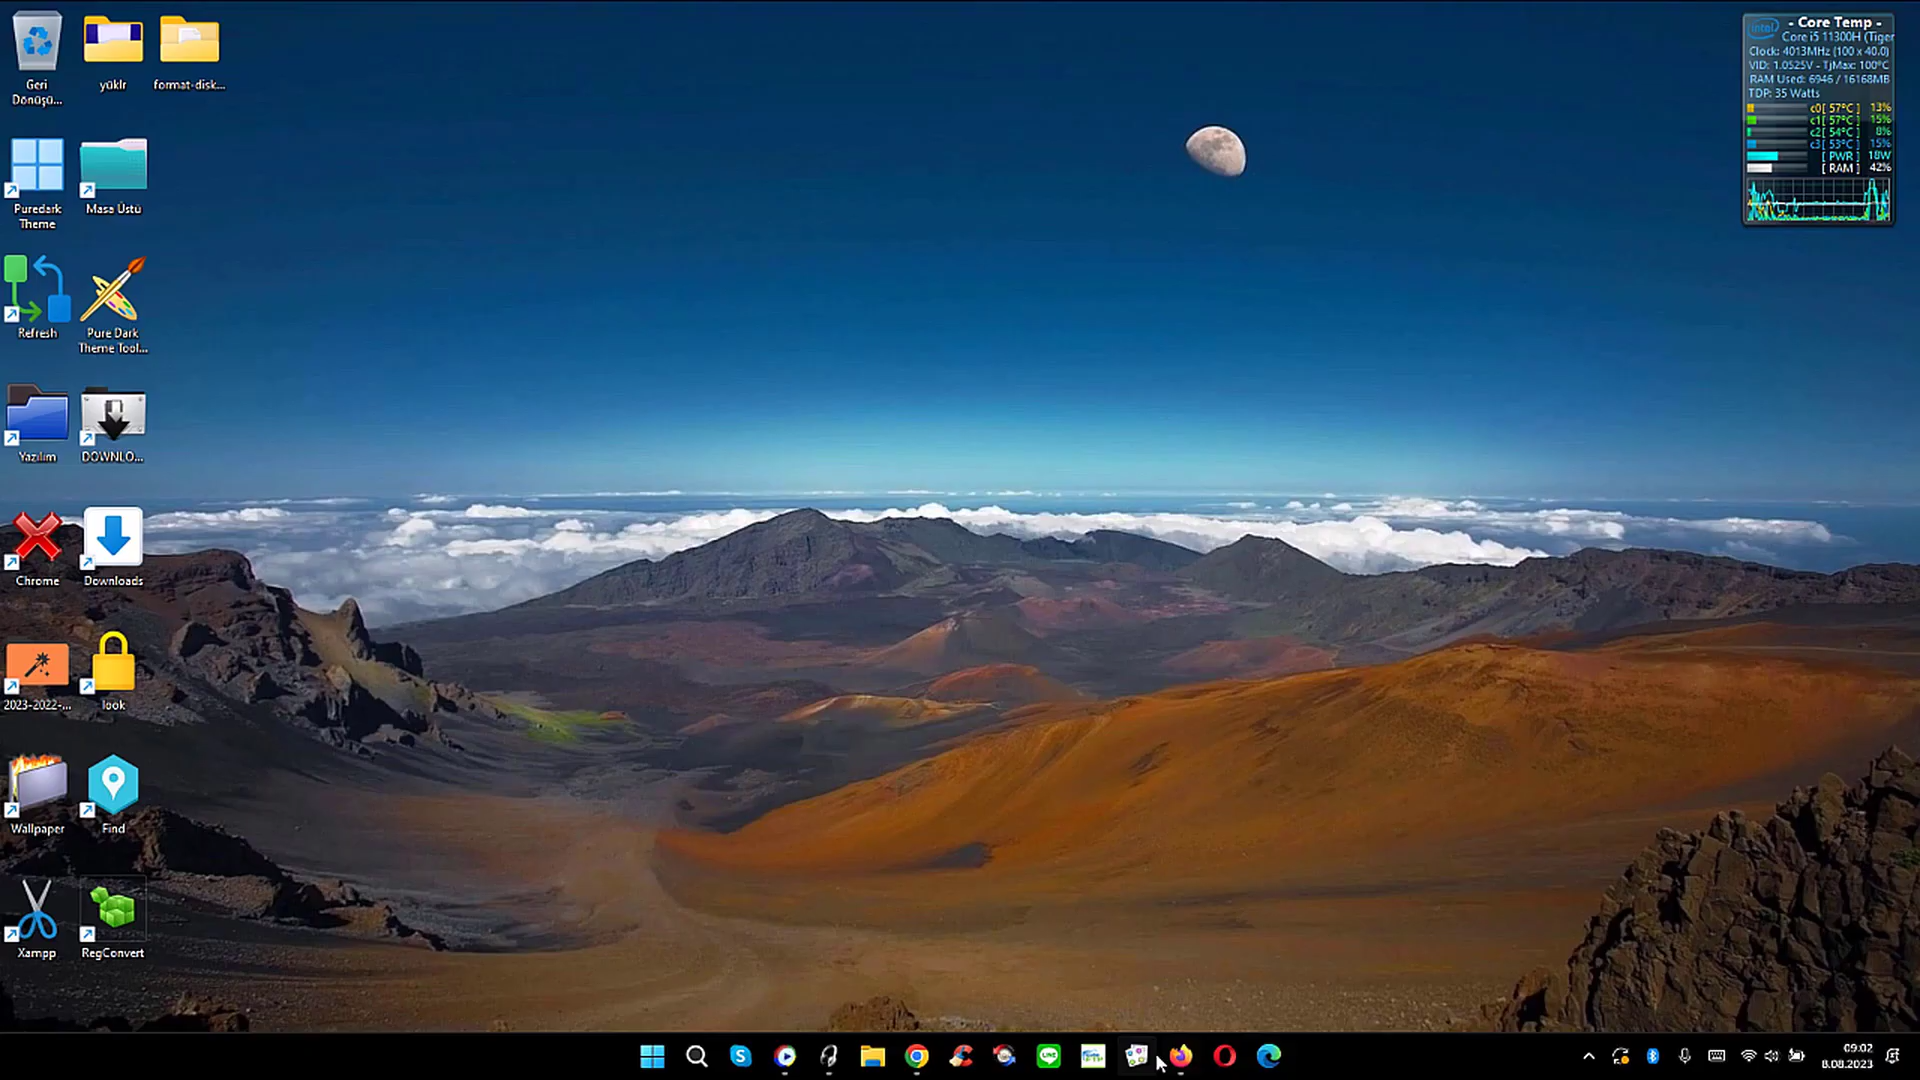 Geri
Dönüşü...
yüklr
format-disk...
Puredark
Theme
Masa Üstü
Refresh
Pure Dark
Theme Tool...
Yazılım
DOWNLO...
Chrome
Downloads
2023-2022-...
look
Wallpaper
Find
Xampp
RegConvert
intel
- Core Temp -
Core i5 11300H (Tiger
Clock: 4013MHz (100 x 40.0)
VID: 1.0525V - TjMax: 100°C
RAM Used: 6946 / 16168MB
TDP: 35 Watts
c0[ 57°C ] 13%
c1[ 57°C ] 15%
c2[ 54°C ] 8%
c3[ 53°C ] 15%
[ PWR ] 18W
[ RAM ] 42%
LINE
09:02
8.08.2023